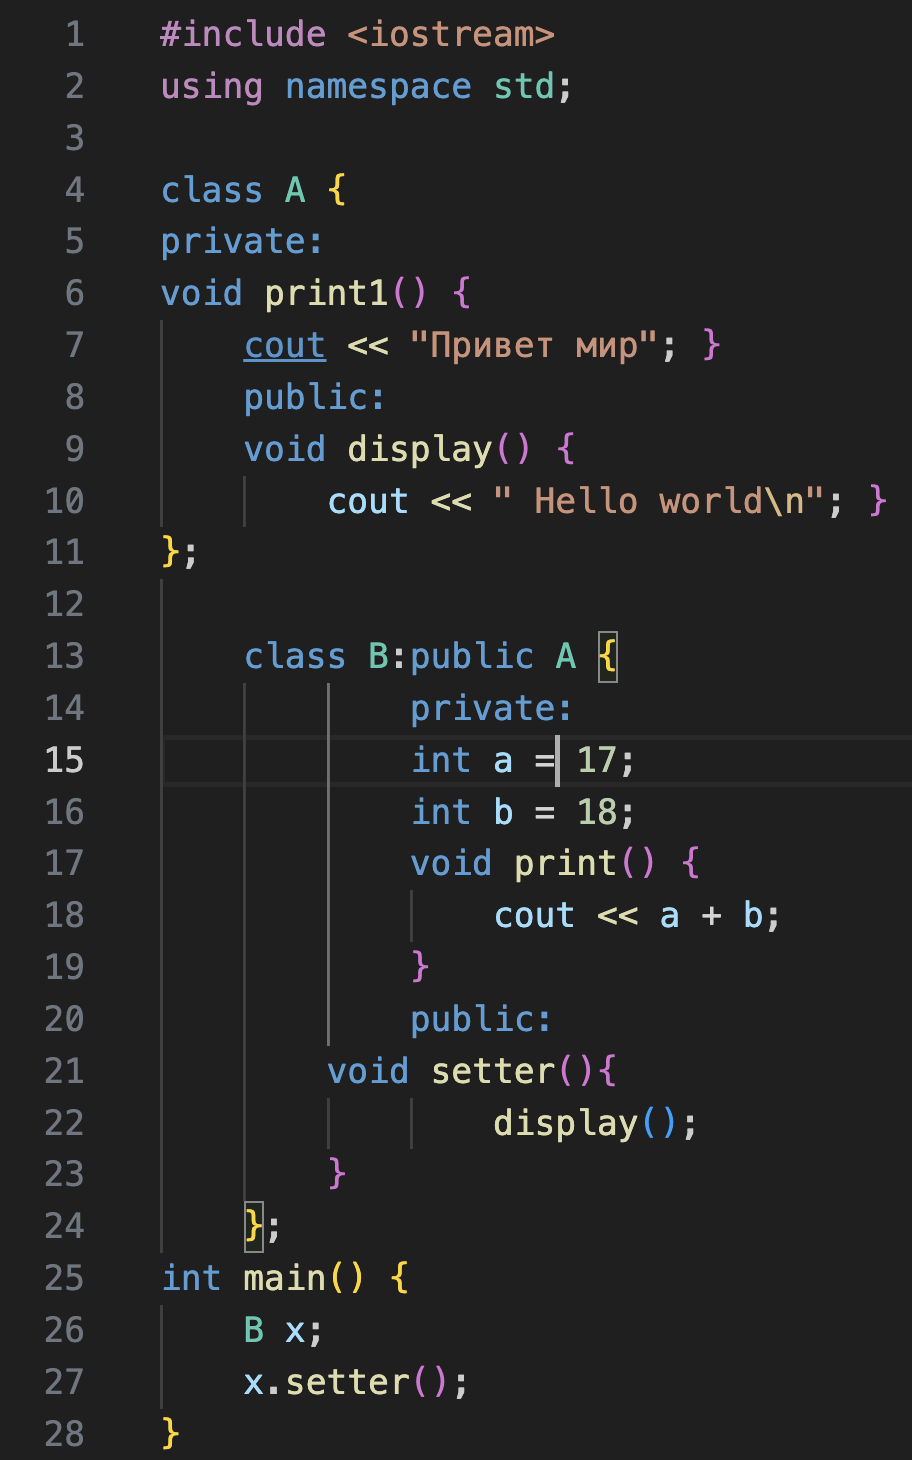 1 #include <iostream>
2 using namespace std;
3
4 class A {
5 private:
6 void print1() {
7     cout << "Привет мир"; }
8     public:
9     void display() {
10         cout << " Hello world\n"; }
11 };
12
13     class B:public A {
14             private:
15             int a = 17;
16             int b = 18;
17             void print() {
18                 cout << a + b;
19             }
20             public:
21         void setter(){
22                 display();
23         }
24     };
25 int main() {
26     B x;
27     x.setter();
28 }